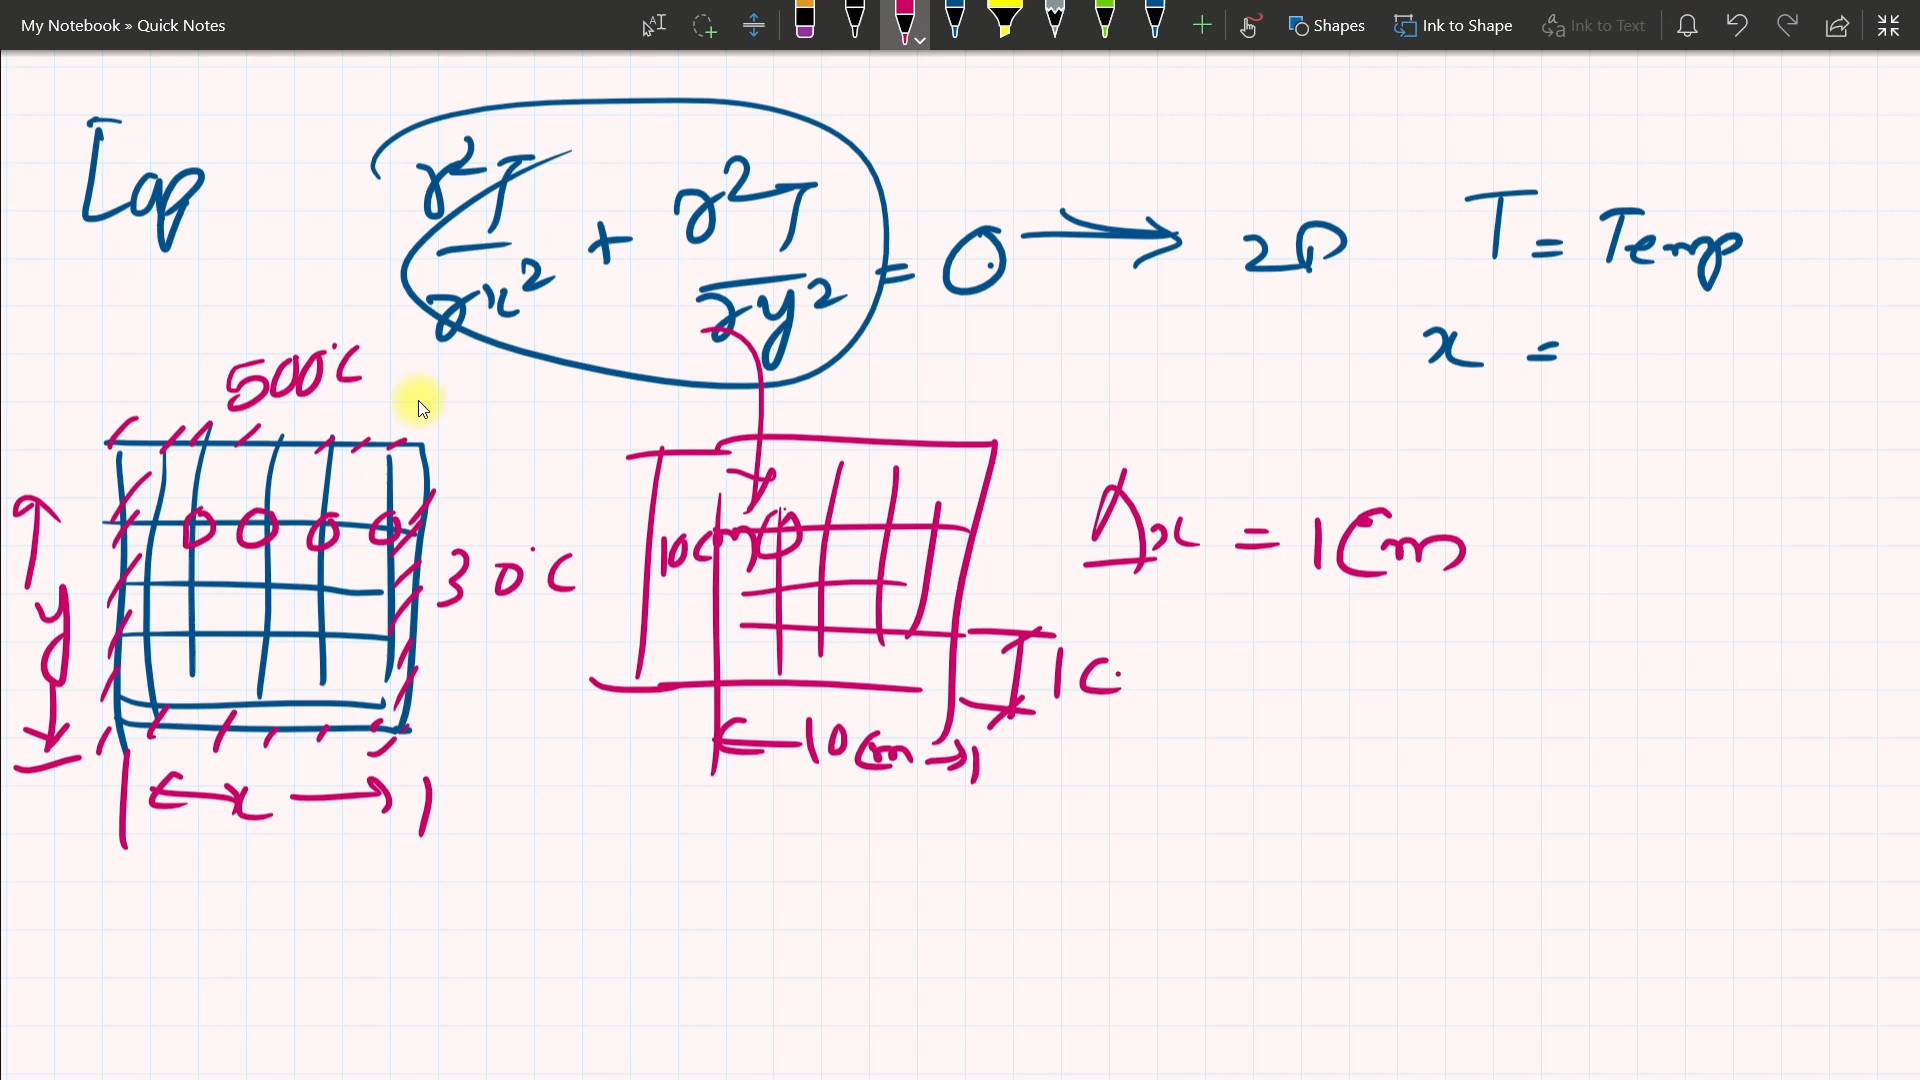 My Notebook » Quick Notes
Shapes
Ink to Shape
Ink to Text
Lap ∂²T/∂x² + ∂²T/∂y² = 0 → 2D T = Temp
x =
500°C
y 30°C 10cm Δx = 1Cm
1 C.
x 10cm